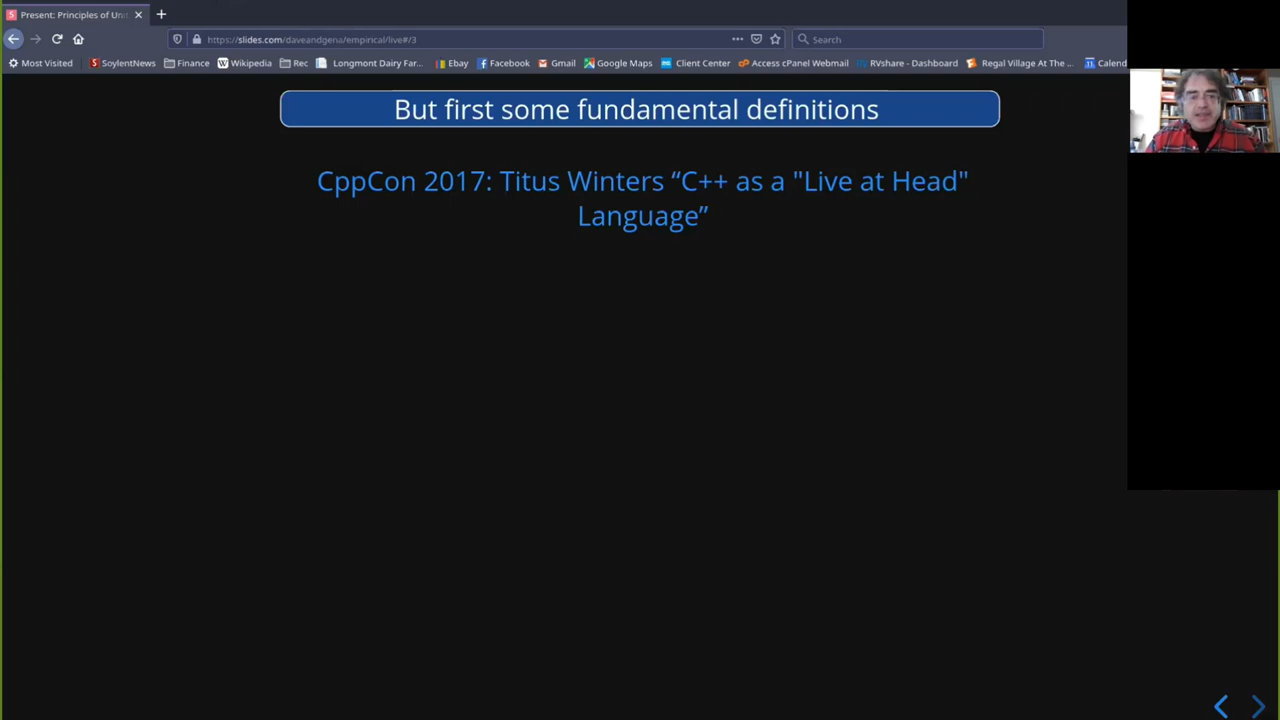 Present: Principles of Uni
https://slides.com/daveandgena/empirical/live#/3
Search
Most Visited SoylentNews Finance Wikipedia Rec Longmont Dairy Far... Ebay Facebook Gmail Google Maps Client Center Access cPanel Webmail RVshare - Dashboard Regal Village At The ... Calend
But first some fundamental definitions
CppCon 2017: Titus Winters “C++ as a "Live at Head"
Language”